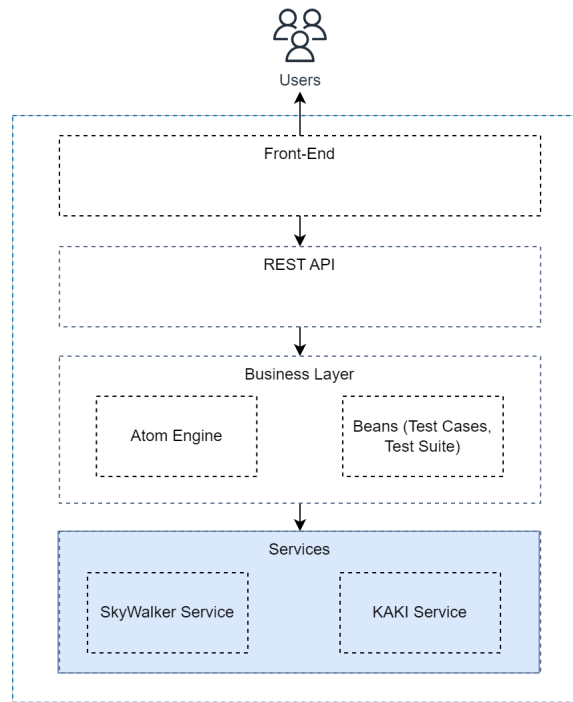 Users
Front-End
REST API
Business Layer
Atom Engine
Beans (Test Cases,
Test Suite)
Services
SkyWalker Service
KAKI Service